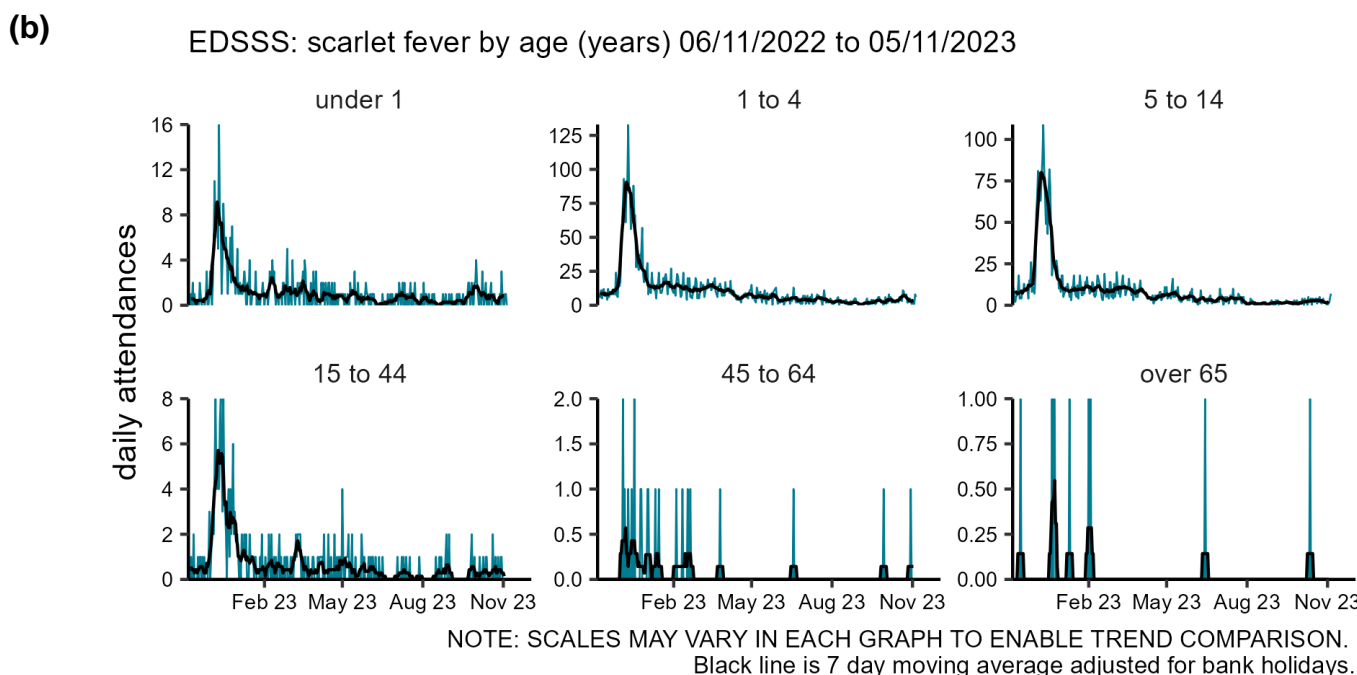 (b)
EDSSS: scarlet fever by age (years) 06/11/2022 to 05/11/2023
daily attendances
under 1
16
12
8
4
0
1 to 4
125
100
75
50
25
0
5 to 14
100
75
50
25
0
15 to 44
8
6
4
2
0
Feb 23 May 23 Aug 23 Nov 23
45 to 64
2.0
1.5
1.0
0.5
0.0
Feb 23 May 23 Aug 23 Nov 23
over 65
1.00
0.75
0.50
0.25
0.00
Feb 23 May 23 Aug 23 Nov 23
NOTE: SCALES MAY VARY IN EACH GRAPH TO ENABLE TREND COMPARISON.
Black line is 7 day moving average adjusted for bank holidays.